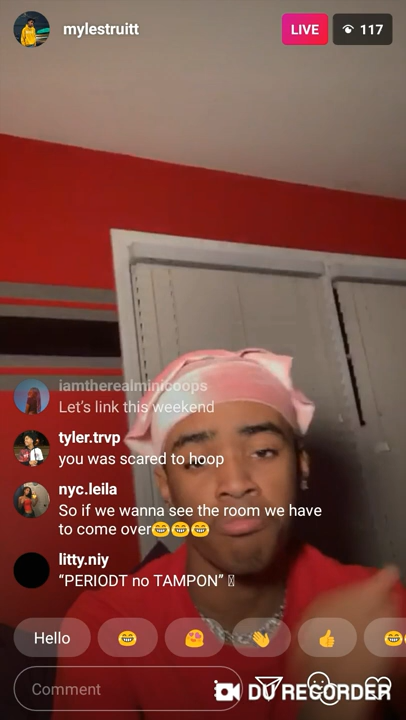 mylestruitt
LIVE
117
iamtherealminicoops
Let's link this weekend
tyler.trvp
you was scared to hoop
nyc.leila
So if we wanna see the room we have
to come over😂😂😂
litty.niy
“PERIODT no TAMPON”
Hello
Comment
DU RECORDER